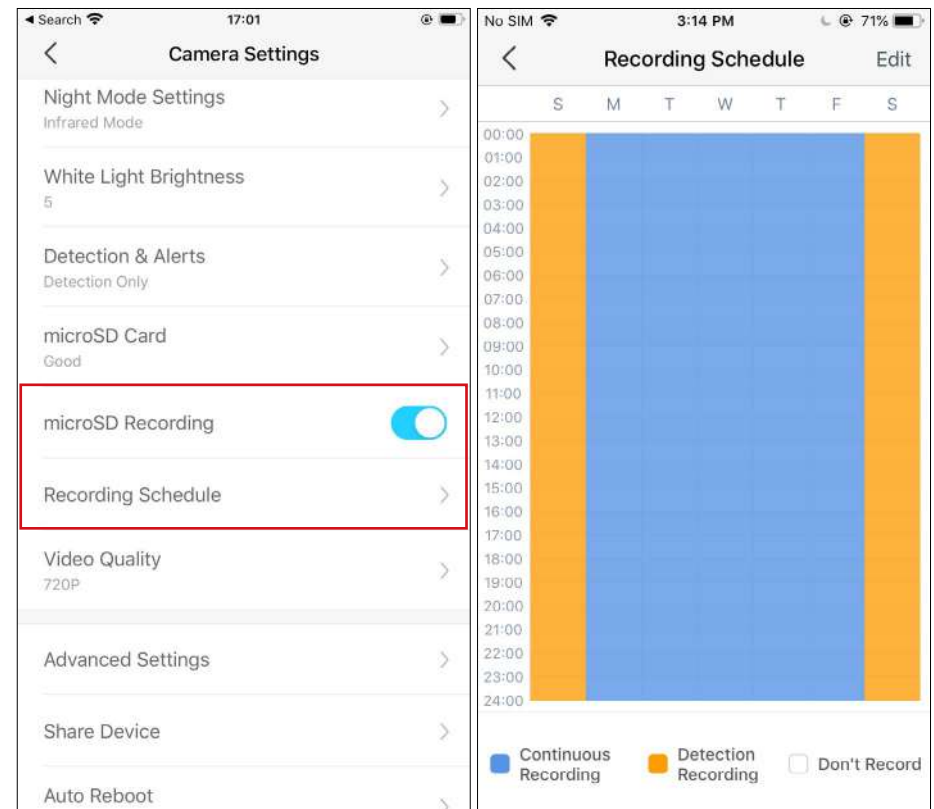 Search 17:01
Camera Settings
Night Mode Settings
Infrared Mode
White Light Brightness
5
Detection & Alerts
Detection Only
microSD Card
Good
microSD Recording
Recording Schedule
Video Quality
720P
Advanced Settings
Share Device
Auto Reboot
No SIM 3:14 PM 71%
Recording Schedule Edit
S M T W T F S
00:00
01:00
02:00
03:00
04:00
05:00
06:00
07:00
08:00
09:00
10:00
11:00
12:00
13:00
14:00
15:00
16:00
17:00
18:00
19:00
20:00
21:00
22:00
23:00
24:00
Continuous
Recording
Detection
Recording
Don't Record